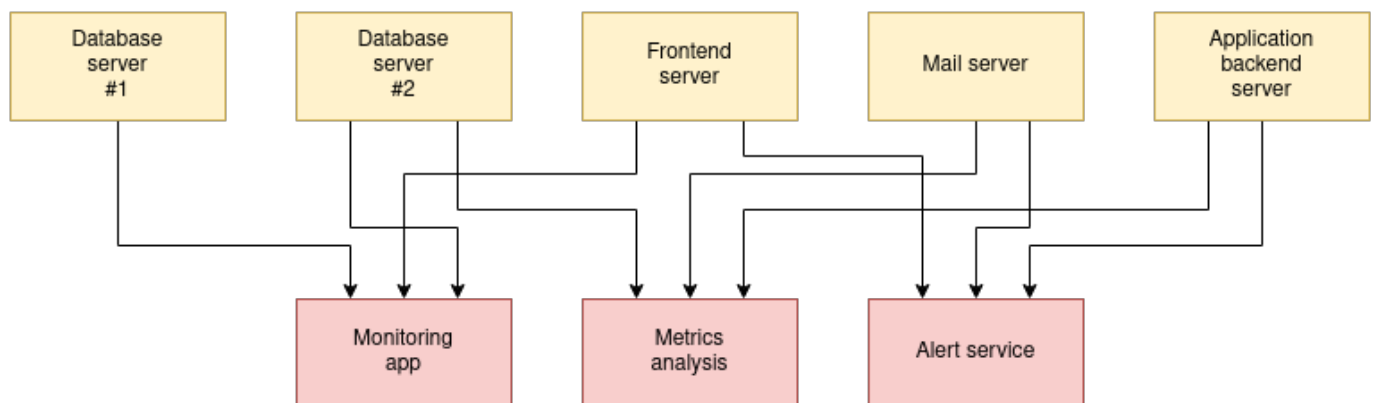 Database
server
#1
Database
server
#2
Frontend
server
Mail server
Application
backend
server
Monitoring
app
Metrics
analysis
Alert service